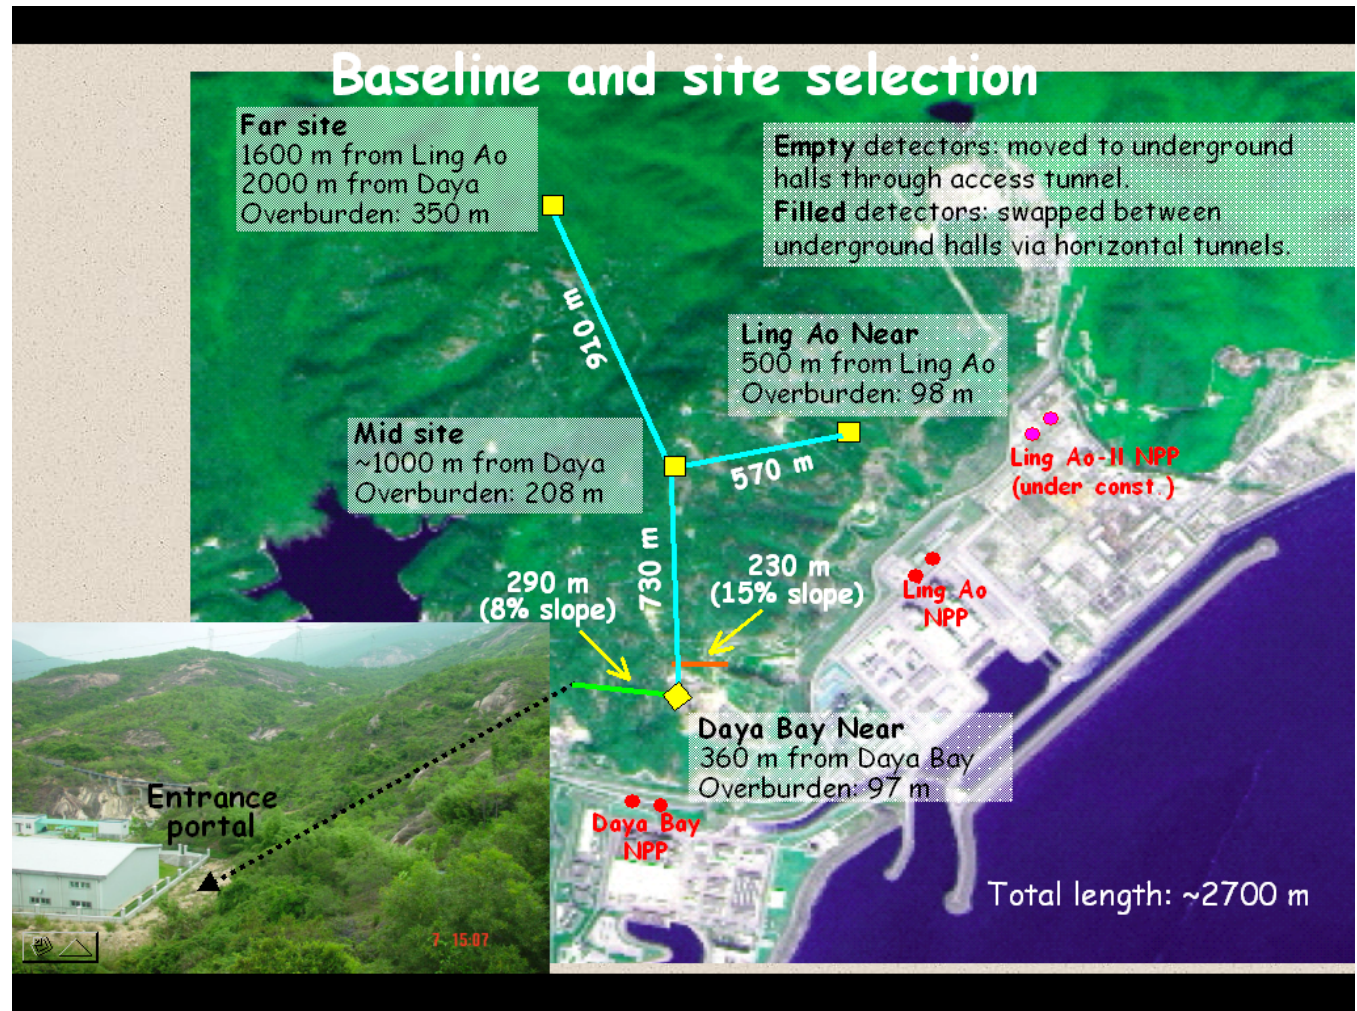 Baseline and site selection
Far site
1600 m from Ling Ao
2000 m from Daya
Overburden: 350 m
Empty detectors: moved to underground
halls through access tunnel.
Filled detectors: swapped between
underground halls via horizontal tunnels.
910 m
Ling Ao Near
500 m from Ling Ao
Overburden: 98 m
Mid site
~1000 m from Daya
Overburden: 208 m
570 m
Ling Ao-II NPP
(under const.)
730 m
290 m
(8% slope)
230 m
(15% slope)
Ling Ao
NPP
Daya Bay Near
360 m from Daya Bay
Overburden: 97 m
Entrance
portal
Daya Bay
NPP
Total length: ~2700 m
7 15:07